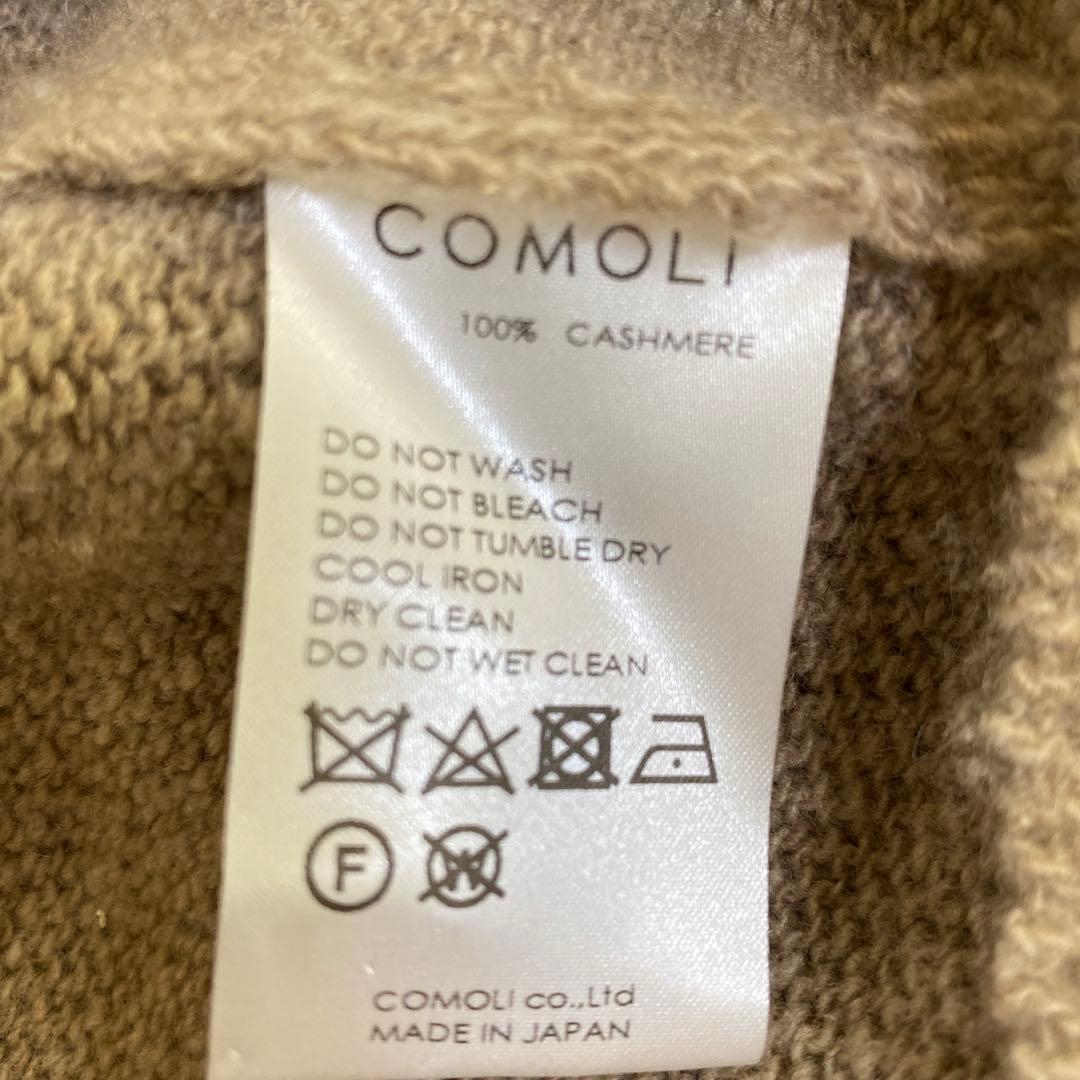 COMOLI
100% CASHMERE
DO NOT WASH
DO NOT BLEACH
DO NOT TUMBLE DRY
COOL IRON
DRY CLEAN
DO NOT WET CLEAN
F W
COMOLI co.,Ltd
MADE IN JAPAN